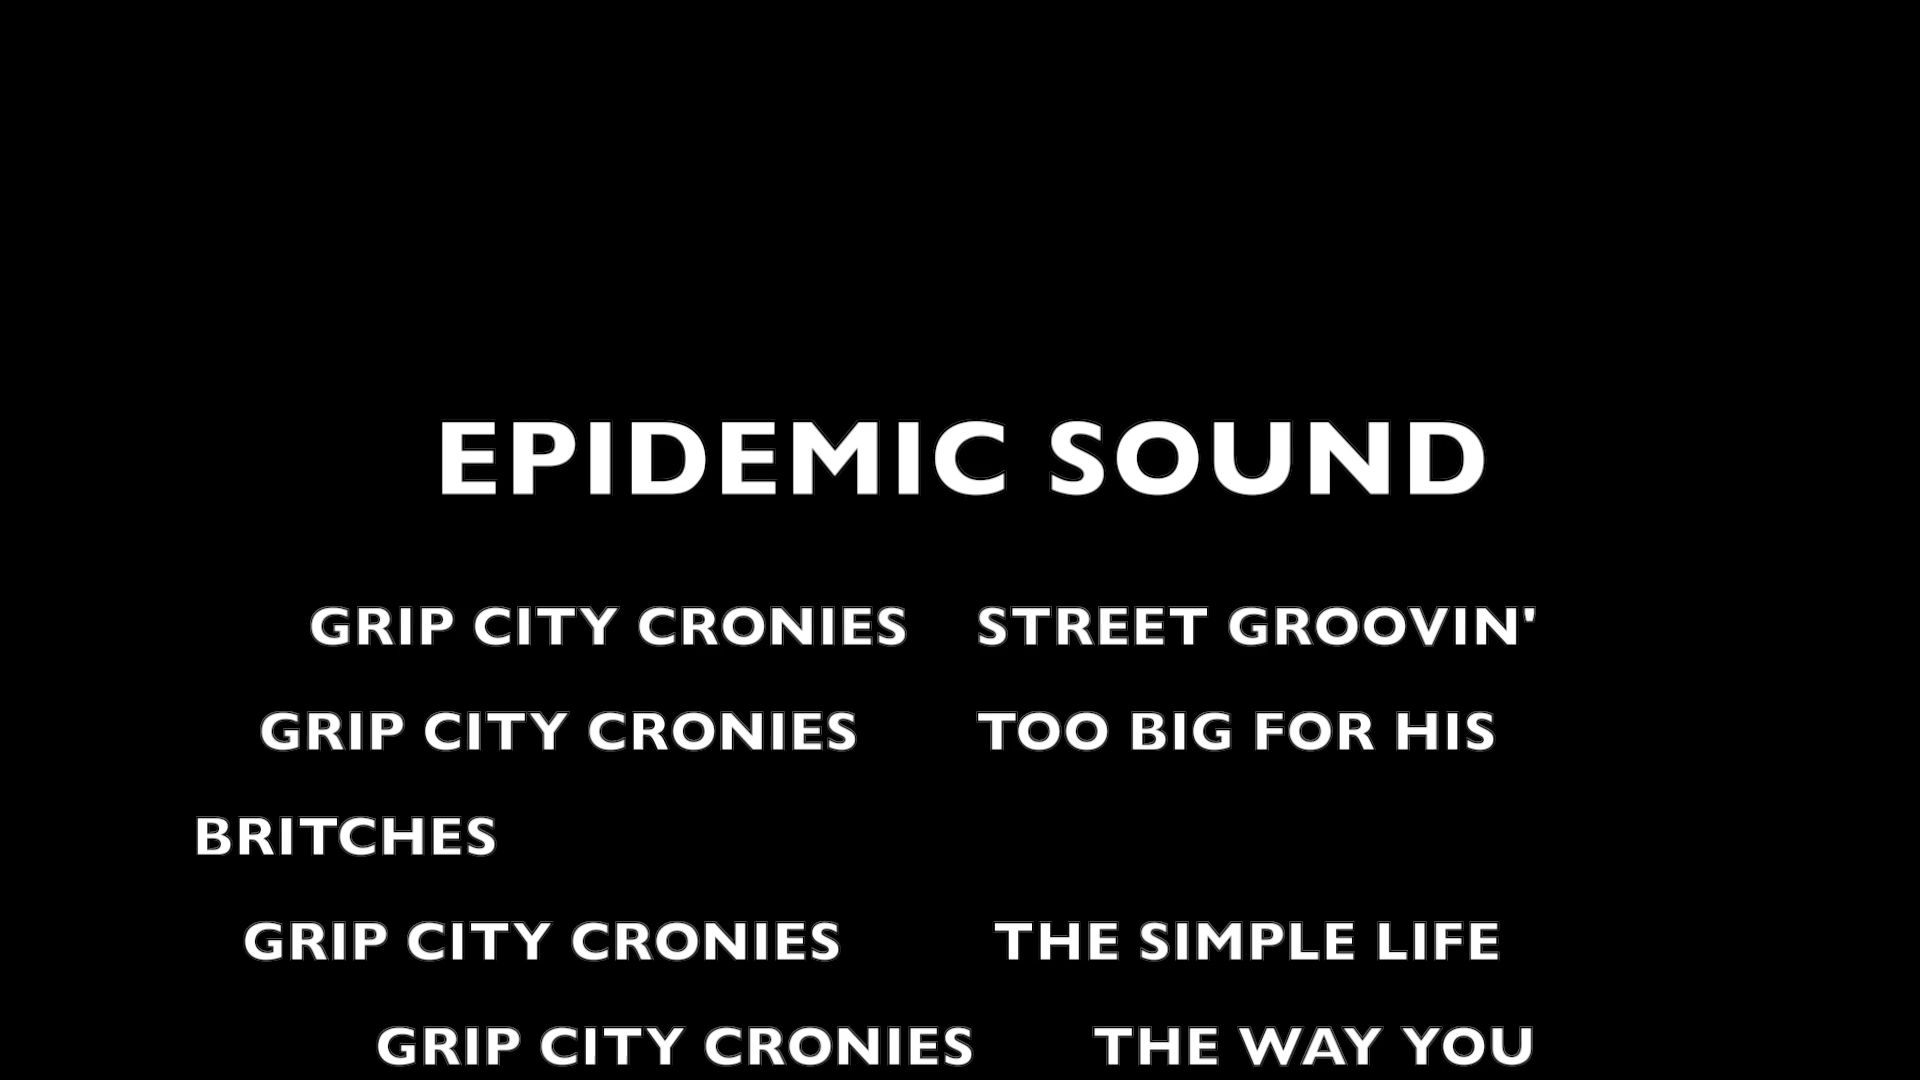 EPIDEMIC SOUND
GRIP CITY CRONIES STREET GROOVIN'
GRIP CITY CRONIES TOO BIG FOR HIS
BRITCHES
GRIP CITY CRONIES THE SIMPLE LIFE
GRIP CITY CRONIES THE WAY YOU